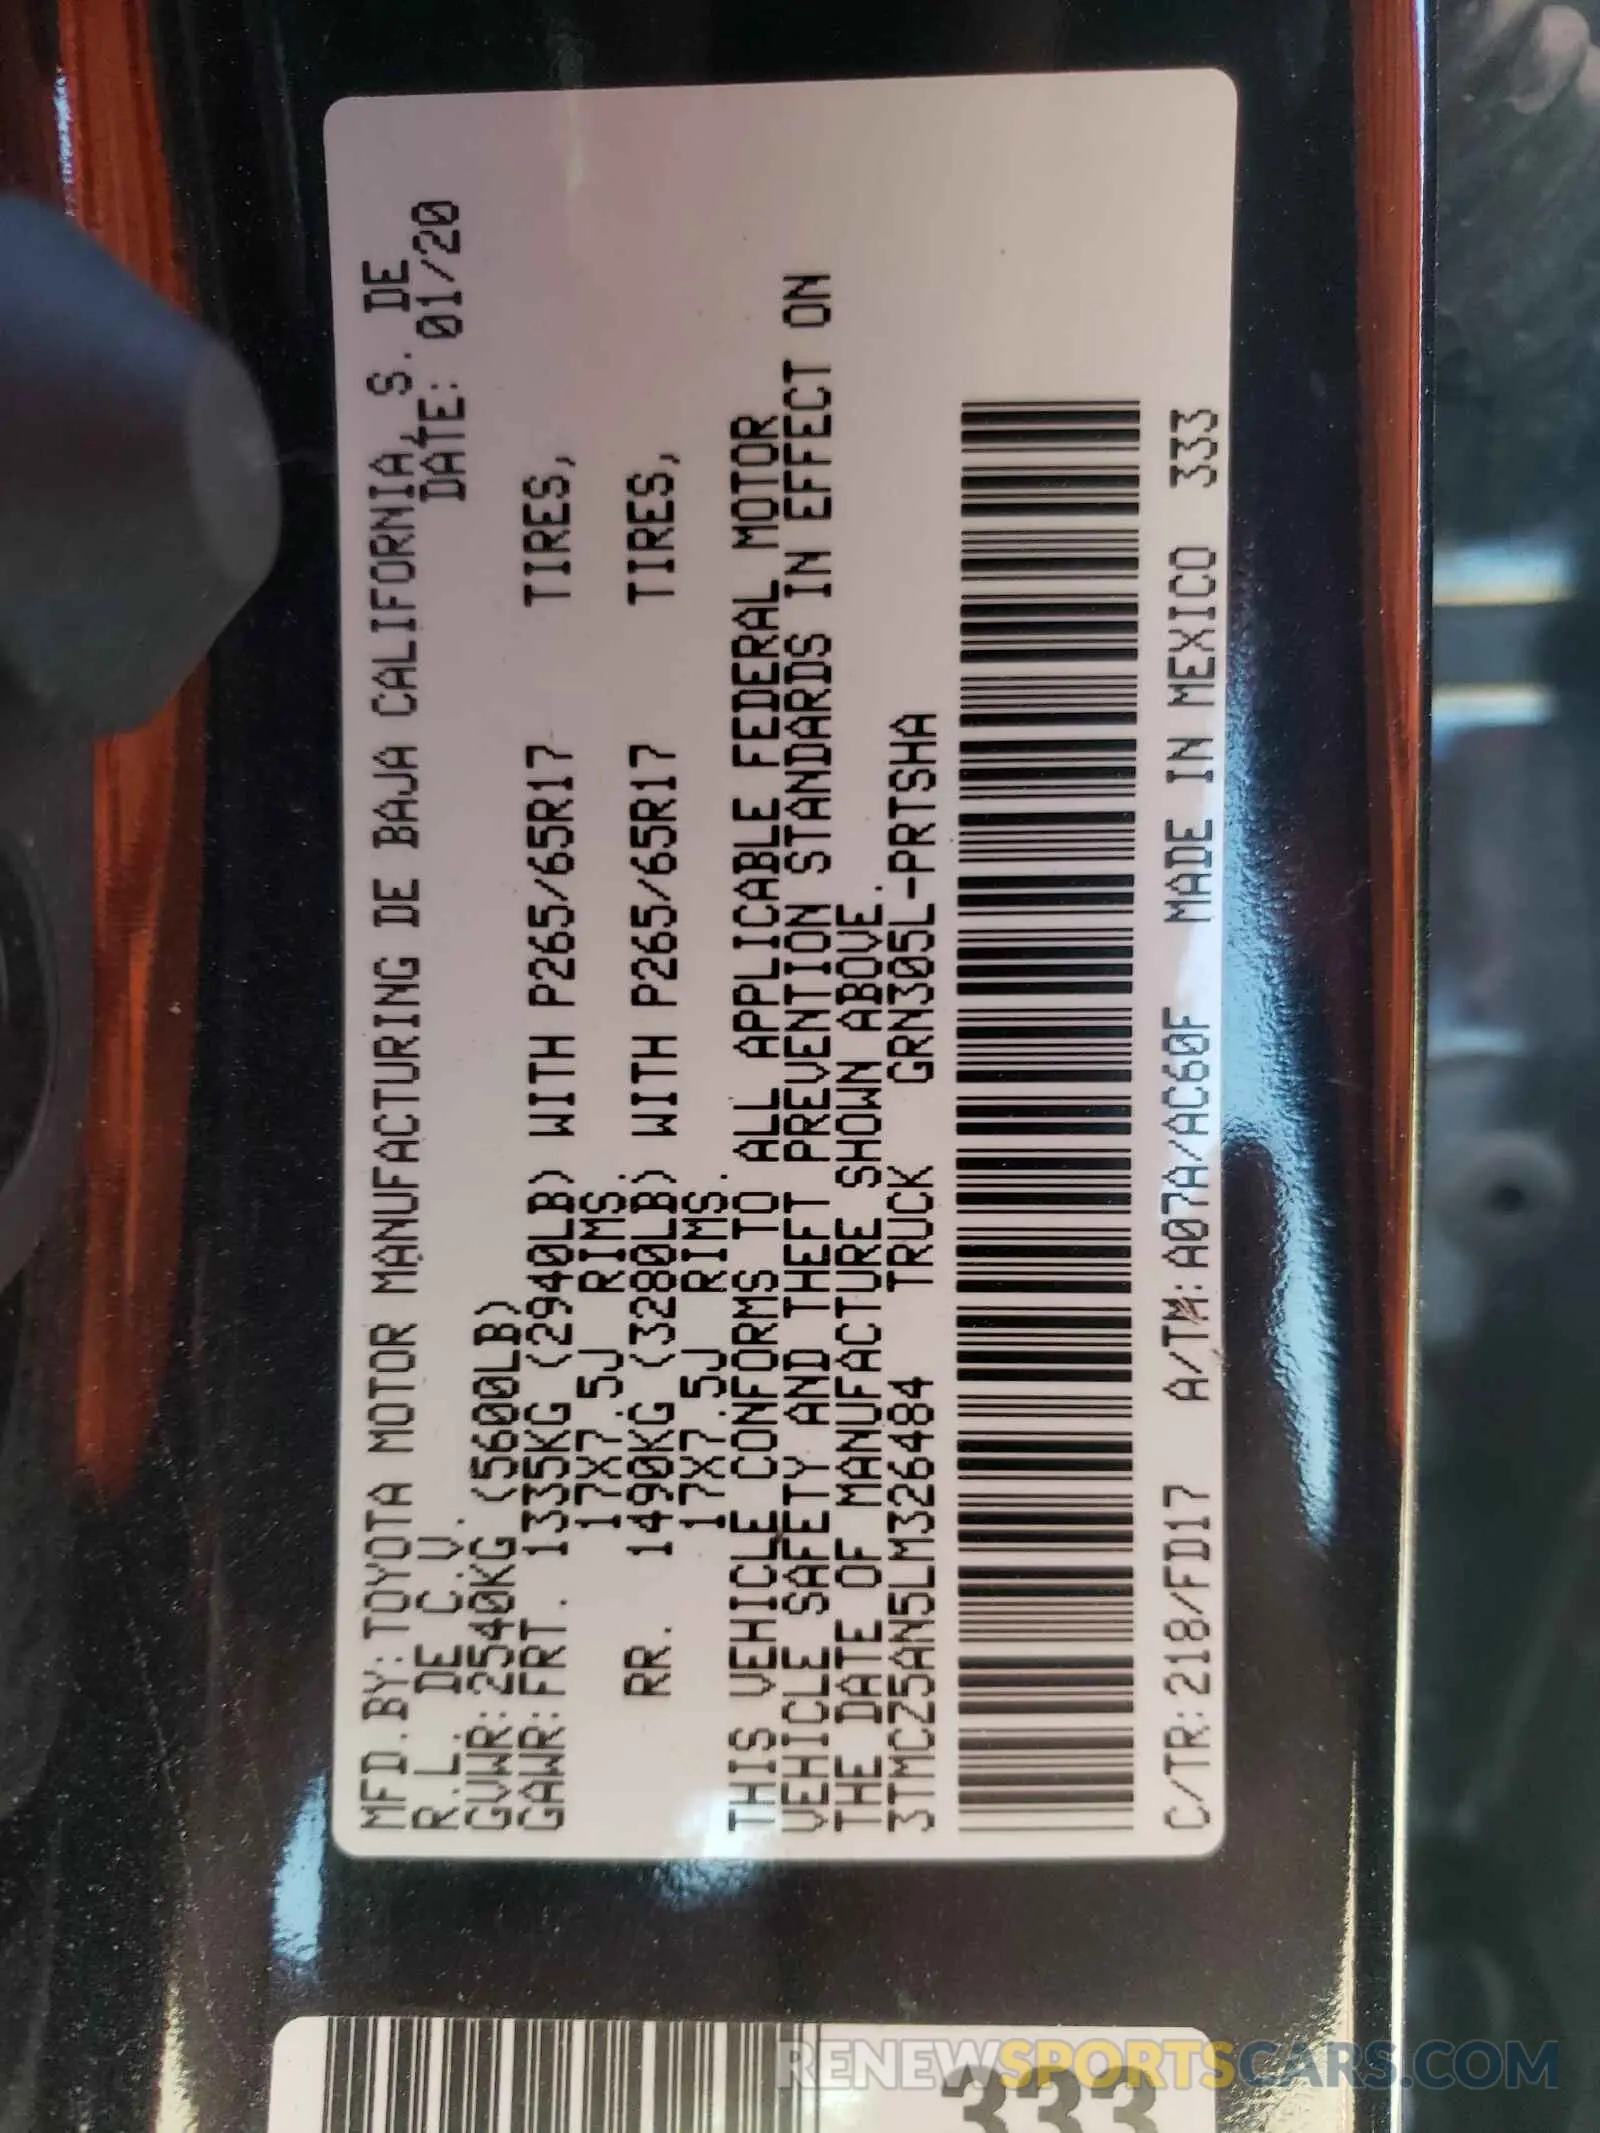 MFD.BY:TOYOTA MOTOR MANUFACTURING DE BAJA CALIFORNIA, S. DE
R.L. DE C.V. DATE: 01/20
GVWR:2540KG (5600LB)
GAWR:FRT. 1335KG (2940LB) WITH P265/65R17 TIRES,
17X7.5J RIMS.
RR. 1490KG (3280LB) WITH P265/65R17 TIRES,
17X7.5J RIMS.
THIS VEHICLE CONFORMS TO ALL APPLICABLE FEDERAL MOTOR
VEHICLE SAFETY AND THEFT PREVENTION STANDARDS IN EFFECT ON
THE DATE OF MANUFACTURE SHOWN ABOVE.
3TMCZ5AN5LM326484 TRUCK GRN305L-PRTSHA
C/TR:218/FD17 A/TM:A07A/AC60F MADE IN MEXICO 333
333
RENEWSPORTSCARS.COM